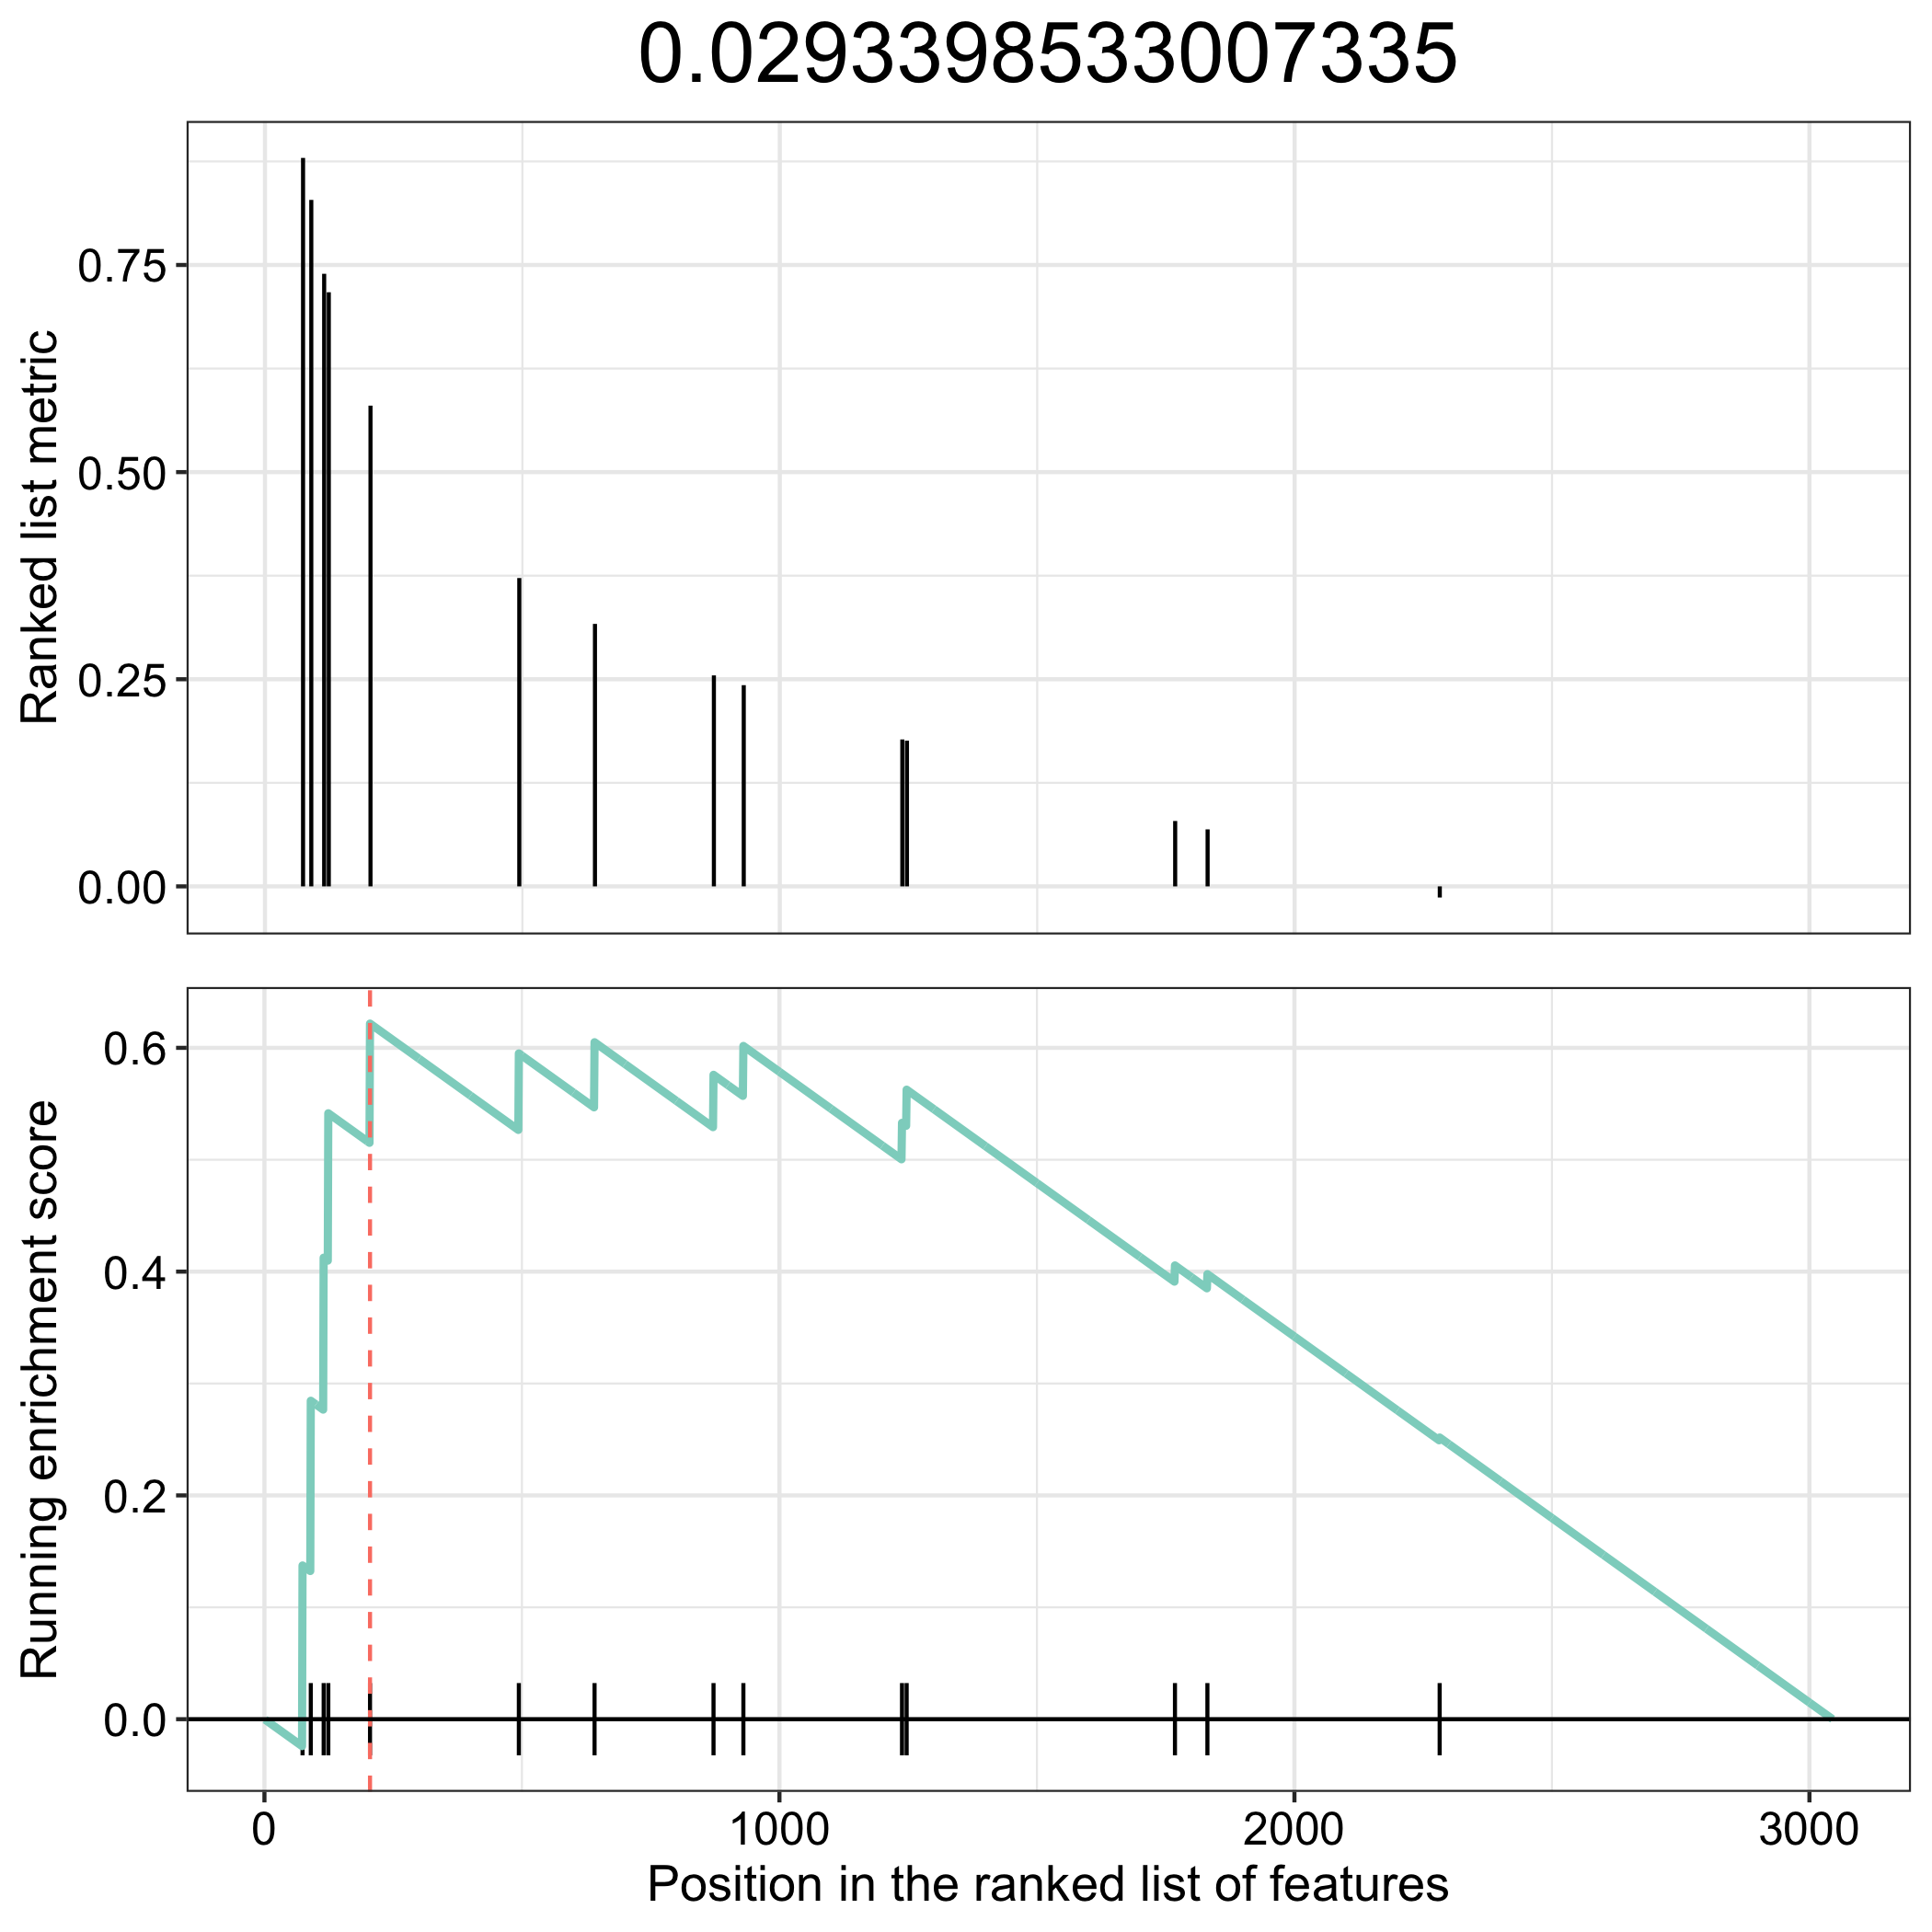 0.0293398533007335
Ranked list metric
0.75
0.50
0.25
0.00
Running enrichment score
0.6
0.4
0.2
0.0
0 1000 2000 3000
Position in the ranked list of features